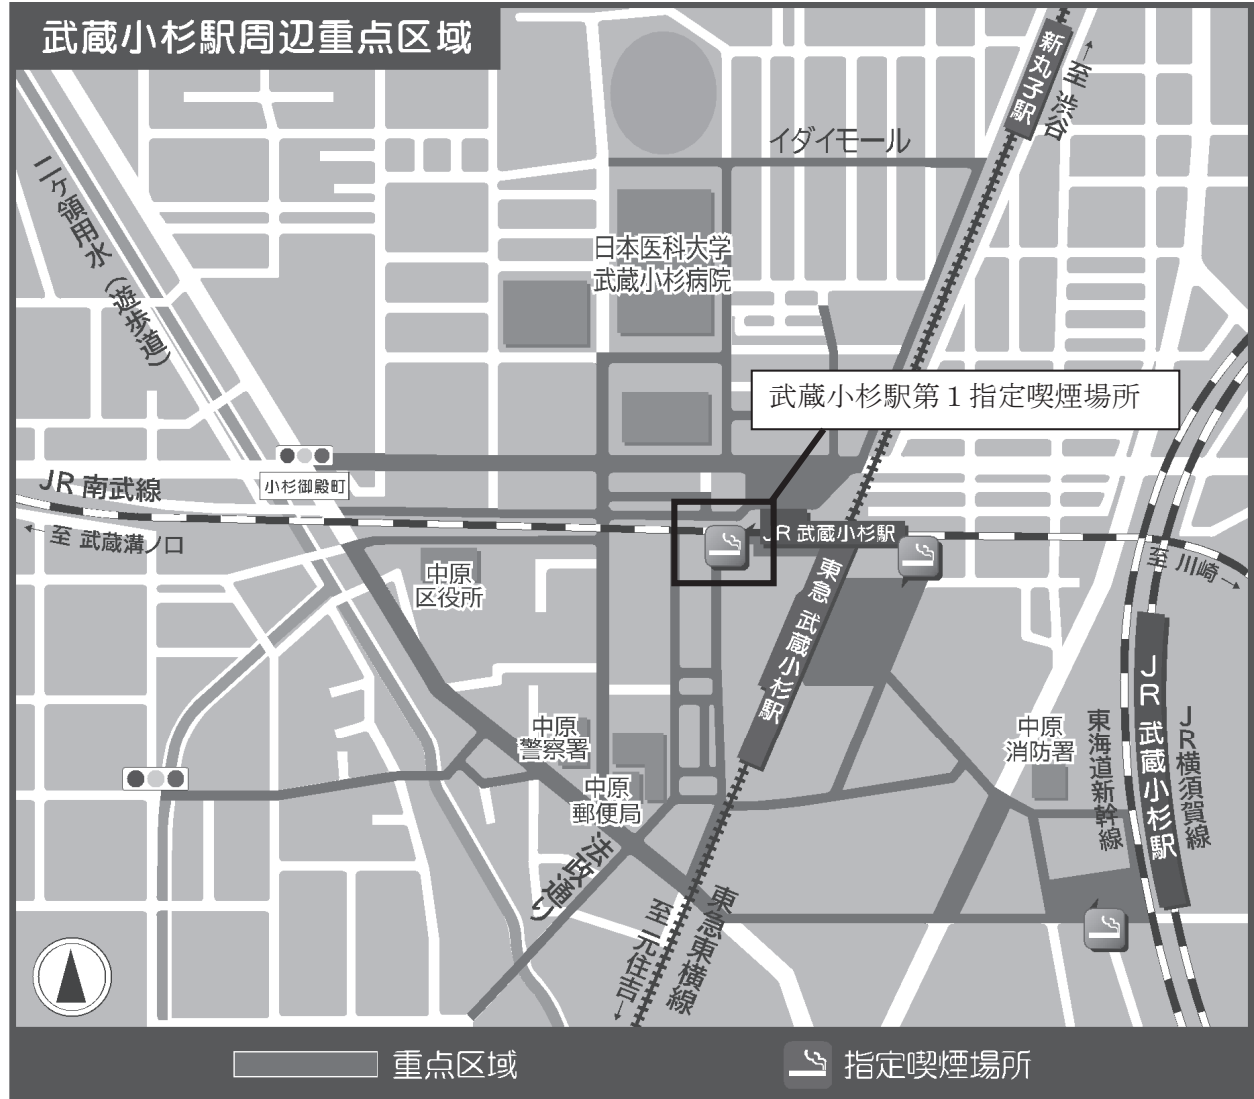 武蔵小杉駅周辺重点区域
新丸子駅
至 渋谷
イダイモール
二ケ領用水(遊歩道)
日本医科大学
武蔵小杉病院
武蔵小杉駅第1指定喫煙場所
小杉御殿町
JR 南武線
至 武蔵溝ノ口
JR 武蔵小杉駅
至 川崎
中原
区役所
東急 武蔵小杉駅
JR 武蔵小杉駅
中原
警察署
中原
消防署
東海道新幹線
JR横須賀線
中原
郵便局
法政通り
東急東横線
至 元住吉
重点区域
指定喫煙場所